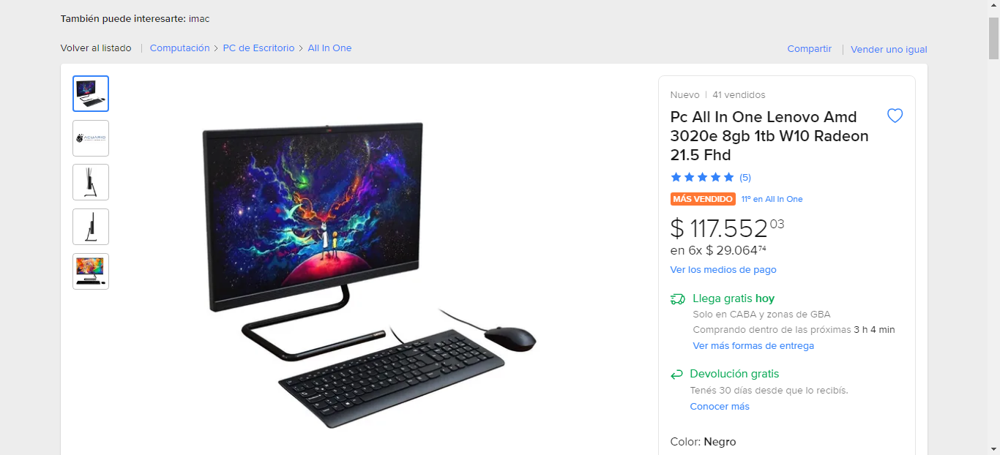 También puede interesarte: imac
Volver al listado | Computación > PC de Escritorio > All In One
Compartir | Vender uno igual
ACUARIO
Nuevo | 41 vendidos
Pc All In One Lenovo Amd
3020e 8gb 1tb W10 Radeon
21.5 Fhd
(5)
MÁS VENDIDO 11º en All In One
$ 117.552 03
en 6x $ 29.064 74
Ver los medios de pago
Llega gratis hoy
Solo en CABA y zonas de GBA
Comprando dentro de las próximas 3 h 4 min
Ver más formas de entrega
Devolución gratis
Tenés 30 días desde que lo recibís.
Conocer más
Color: Negro